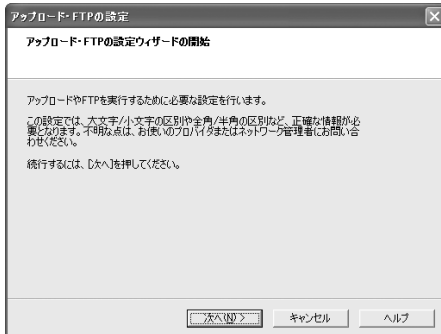 アップロード・FTPの設定
アップロード・FTPの設定ウィザードの開始
アップロードやFTPを実行するために必要な設定を行います。
この設定では、大文字/小文字の区別や全角/半角の区別など、正確な情報が必
要となります。不明な点は、お使いのプロバイダまたはネットワーク管理者にお問い合
わせください。
続行するには、[次へ]を押してください。
次へ(N) >
キャンセル
ヘルプ